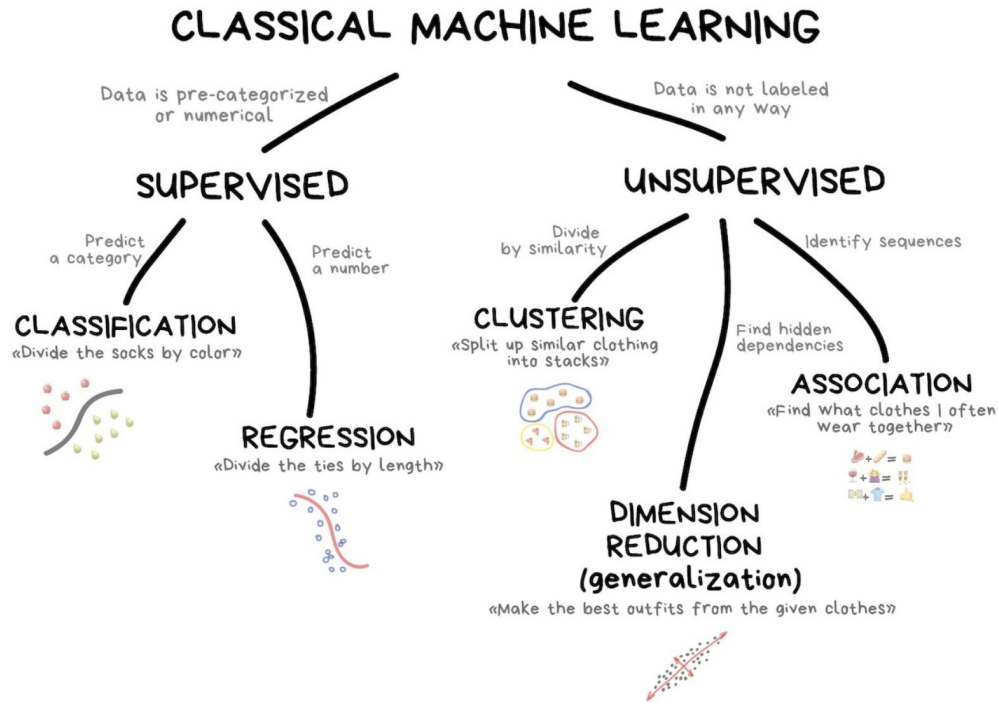 CLASSICAL MACHINE LEARNING
Data is pre-categorized
or numerical
Data is not labeled
in any way
SUPERVISED
UNSUPERVISED
Predict
a category
Predict
a number
Divide
by similarity
Identify sequences
Find hidden
dependencies
CLASSIFICATION
«Divide the socks by color»
REGRESSION
«Divide the ties by length»
CLUSTERING
«Split up similar clothing
into stacks»
ASSOCIATION
«Find what clothes I often
wear together»
+ =
+ =
+ =
DIMENSION
REDUCTION
(generalization)
«Make the best outfits from the given clothes»